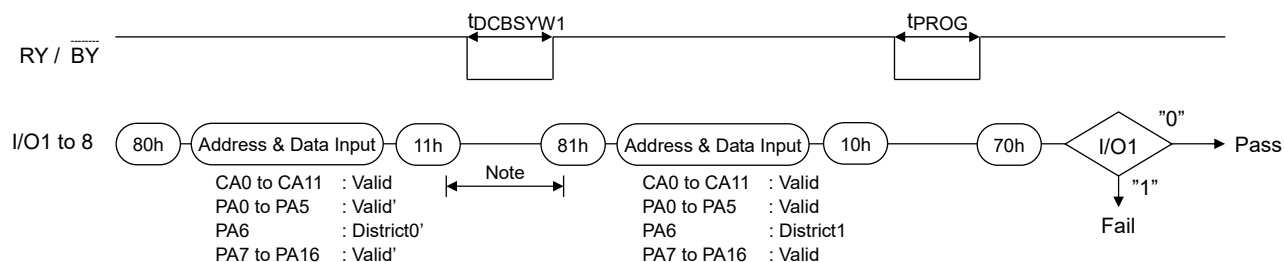 tDCBSYW1
tPROG
RY / BY
I/O1 to 8
80h
Address & Data Input
11h
81h
Address & Data Input
10h
70h
I/O1
”0”
Pass
Note
”1”
Fail
CA0 to CA11 : Valid
PA0 to PA5 : Valid’
PA6 : District0’
PA7 to PA16 : Valid’
CA0 to CA11 : Valid
PA0 to PA5 : Valid
PA6 : District1
PA7 to PA16 : Valid